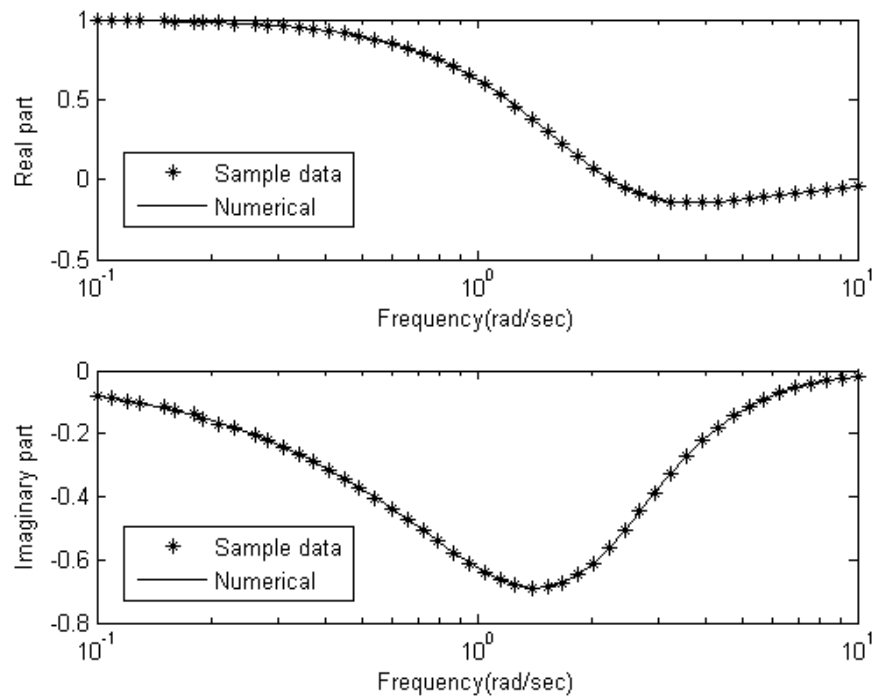 1
0.5
0
-0.5
Real part
Sample data
Numerical
10^-1
10^0
10^1
Frequency(rad/sec)
0
-0.2
-0.4
-0.6
-0.8
Imaginary part
Sample data
Numerical
10^-1
10^0
10^1
Frequency(rad/sec)